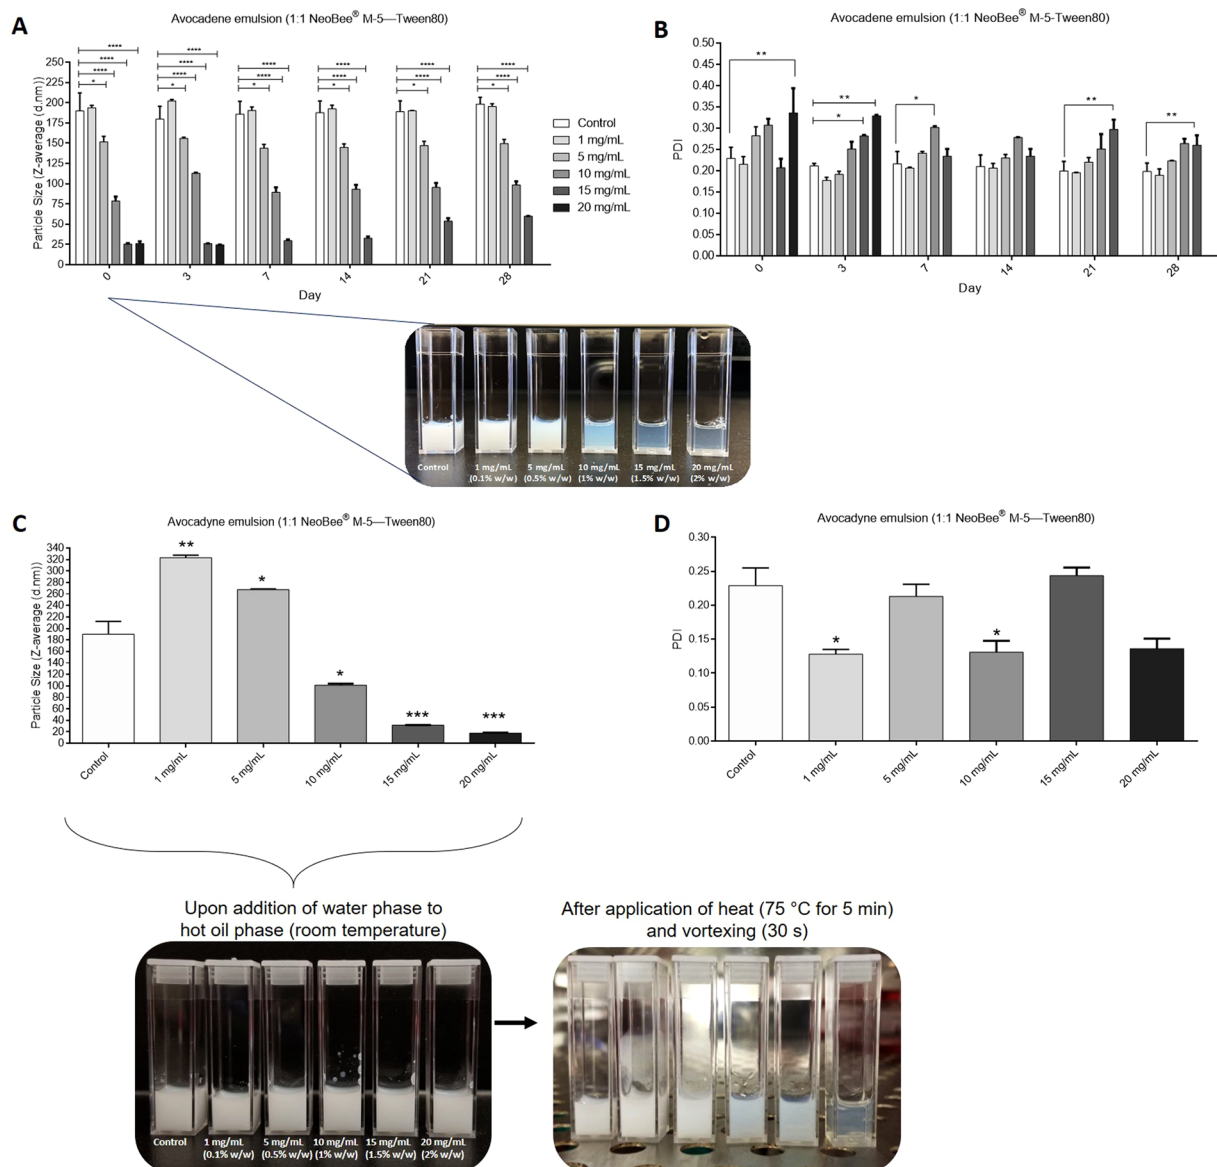 A
Avocadene emulsion (1:1 NeoBee® M-5—Tween80)
Particle Size (Z-average (d.nm))
250
225
200
175
150
125
100
75
50
25
0
****
****
****
*
****
****
****
*
****
****
*
****
****
*
****
****
*
****
****
*
0 3 7 14 21 28
Day
Control
1 mg/mL
5 mg/mL
10 mg/mL
15 mg/mL
20 mg/mL
B
Avocadene emulsion (1:1 NeoBee® M-5-Tween80)
PDI
0.50
0.45
0.40
0.35
0.30
0.25
0.20
0.15
0.10
0.05
0.00
**
**
*
*
**
**
0 3 7 14 21 28
Day
Control 1 mg/mL 5 mg/mL 10 mg/mL 15 mg/mL 20 mg/mL
(0.1% w/w) (0.5% w/w) (1% w/w) (1.5% w/w) (2% w/w)
C
Avocadyne emulsion (1:1 NeoBee® M-5—Tween80)
Particle Size (Z-average (d.nm))
340
320
300
280
260
240
220
200
180
160
140
120
100
80
60
40
20
0
**
*
*
***
***
Control 1 mg/mL 5 mg/mL 10 mg/mL 15 mg/mL 20 mg/mL
D
Avocadyne emulsion (1:1 NeoBee® M-5—Tween80)
PDI
0.30
0.25
0.20
0.15
0.10
0.05
0.00
*
*
Control 1 mg/mL 5 mg/mL 10 mg/mL 15 mg/mL 20 mg/mL
Upon addition of water phase to
hot oil phase (room temperature)
Control 1 mg/mL 5 mg/mL 10 mg/mL 15 mg/mL 20 mg/mL
(0.1% w/w) (0.5% w/w) (1% w/w) (1.5% w/w) (2% w/w)
After application of heat (75 °C for 5 min)
and vortexing (30 s)